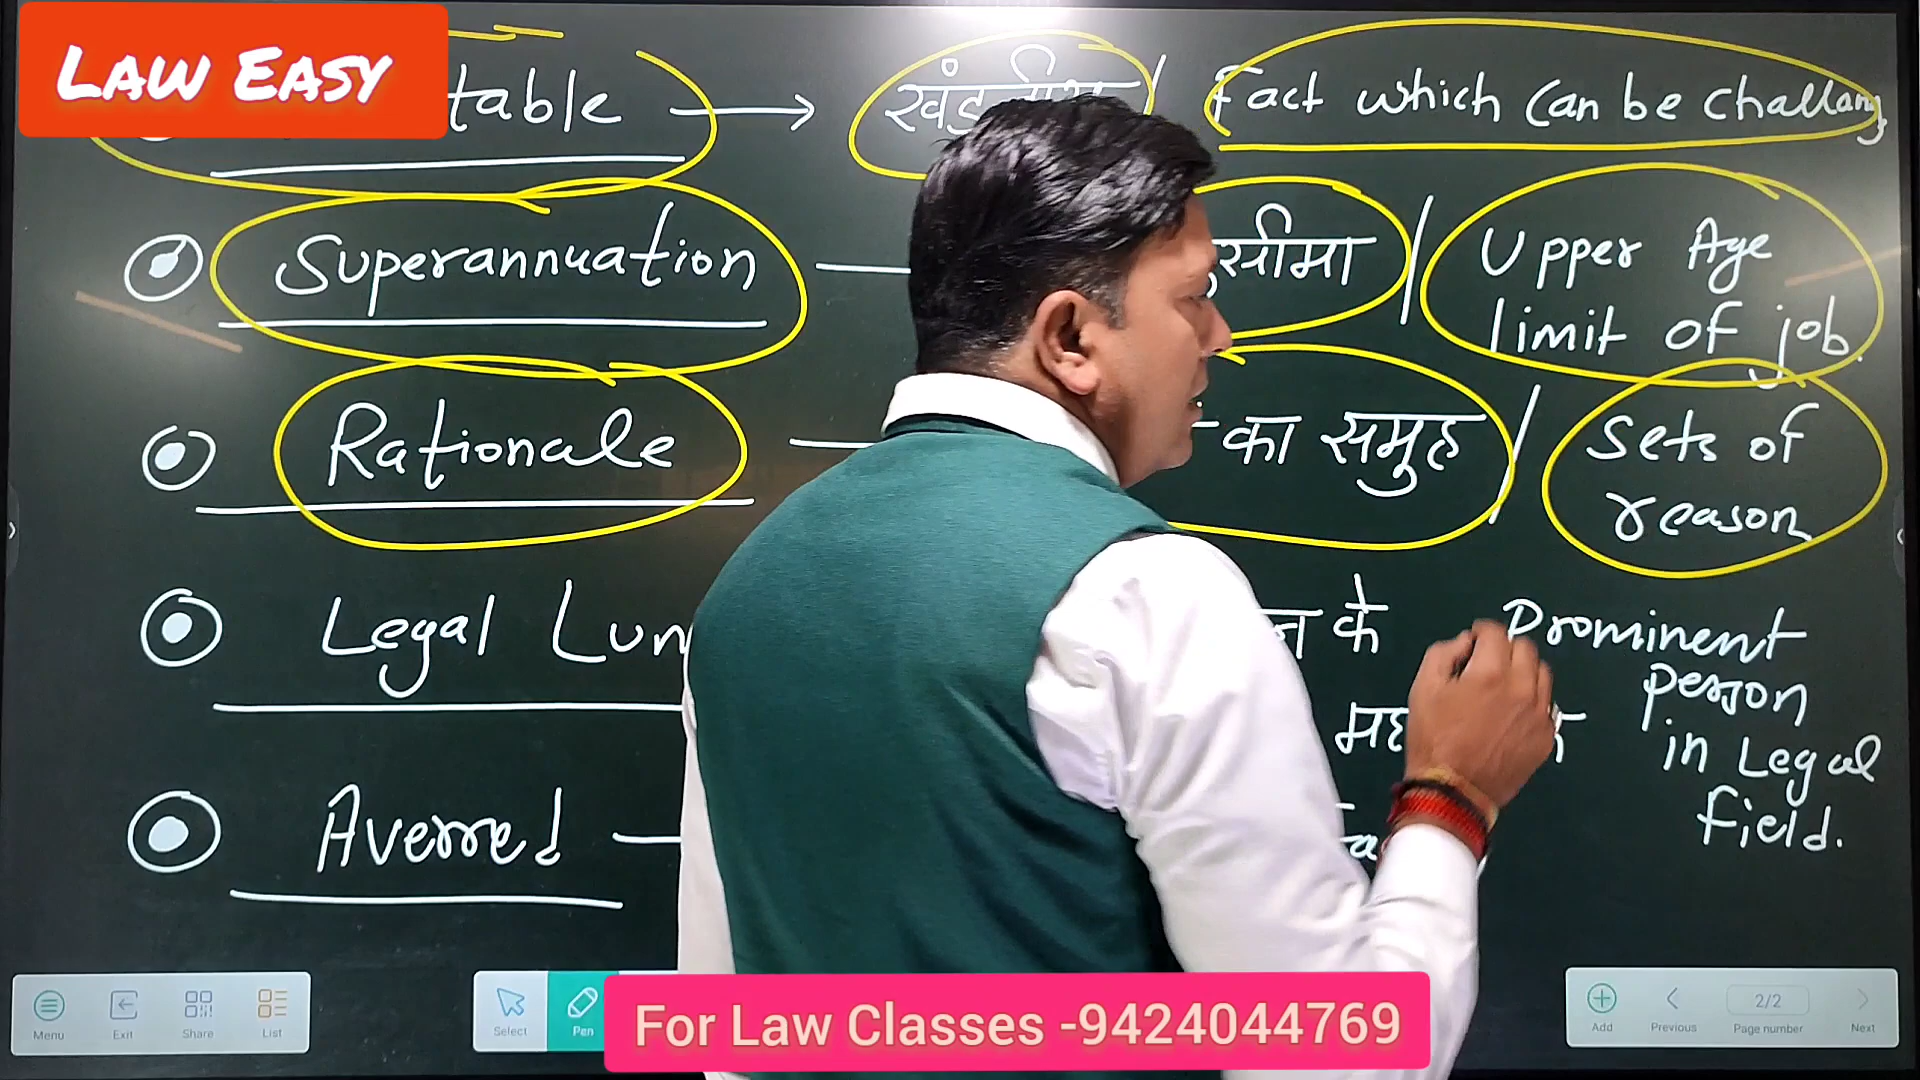 LAW EASY
table → Fact which can be challang
Superannuation — Upper Age
limit of job.
Rationale — का समुह / Sets of
reason
Legal Lun के Prominent
person
in Legal
field.
Averred —
Menu Exit Share List Select Pen Add Previous 2/2 Page number Next
For Law Classes -9424044769